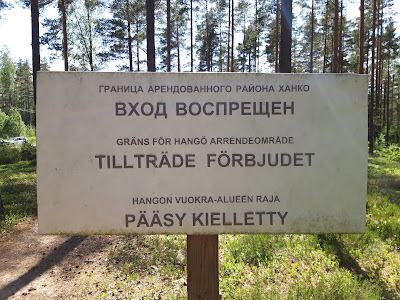 ГРАНИЦА АРЕНДОВАННОГО РАЙОНА ХАНКО
ВХОД ВОСПРЕЩЕН
GRÄNS FÖR HANGÖ ARRENDEOMRÅDE
TILLTRÄDE FÖRBJUDET
HANGON VUOKRA-ALUEEN RAJA
PÄÄSY KIELLETTY